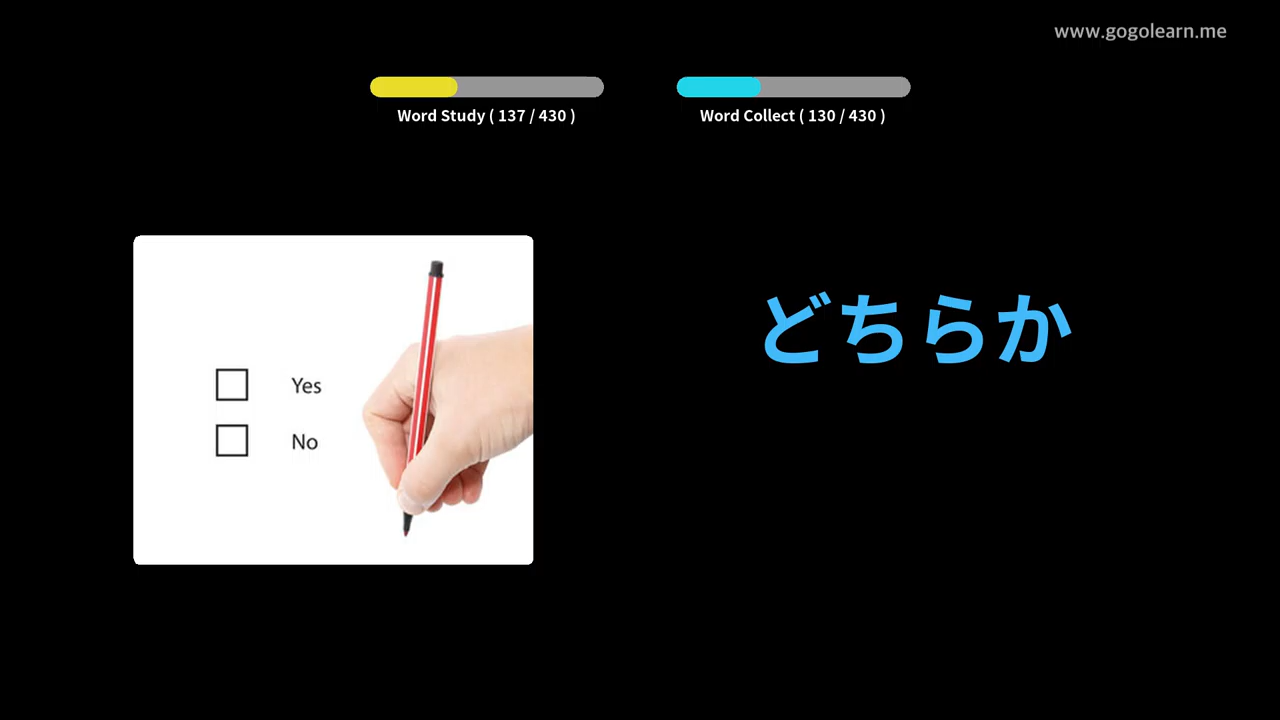 www.gogolearn.me
Word Study ( 137 / 430 )
Word Collect ( 130 / 430 )
どちらか
Yes
No